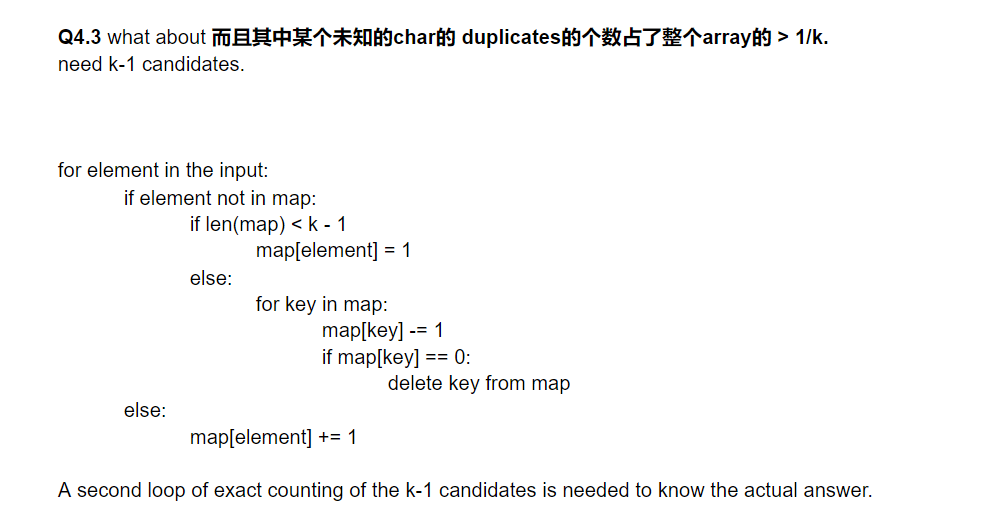 Q4.3 what about 而且其中某个未知的char的 duplicates的个数占了整个array的 > 1/k.
need k-1 candidates.
for element in the input:
if element not in map:
if len(map) < k - 1
map[element] = 1
else:
for key in map:
map[key] -= 1
if map[key] == 0:
delete key from map
else:
map[element] += 1
A second loop of exact counting of the k-1 candidates is needed to know the actual answer.